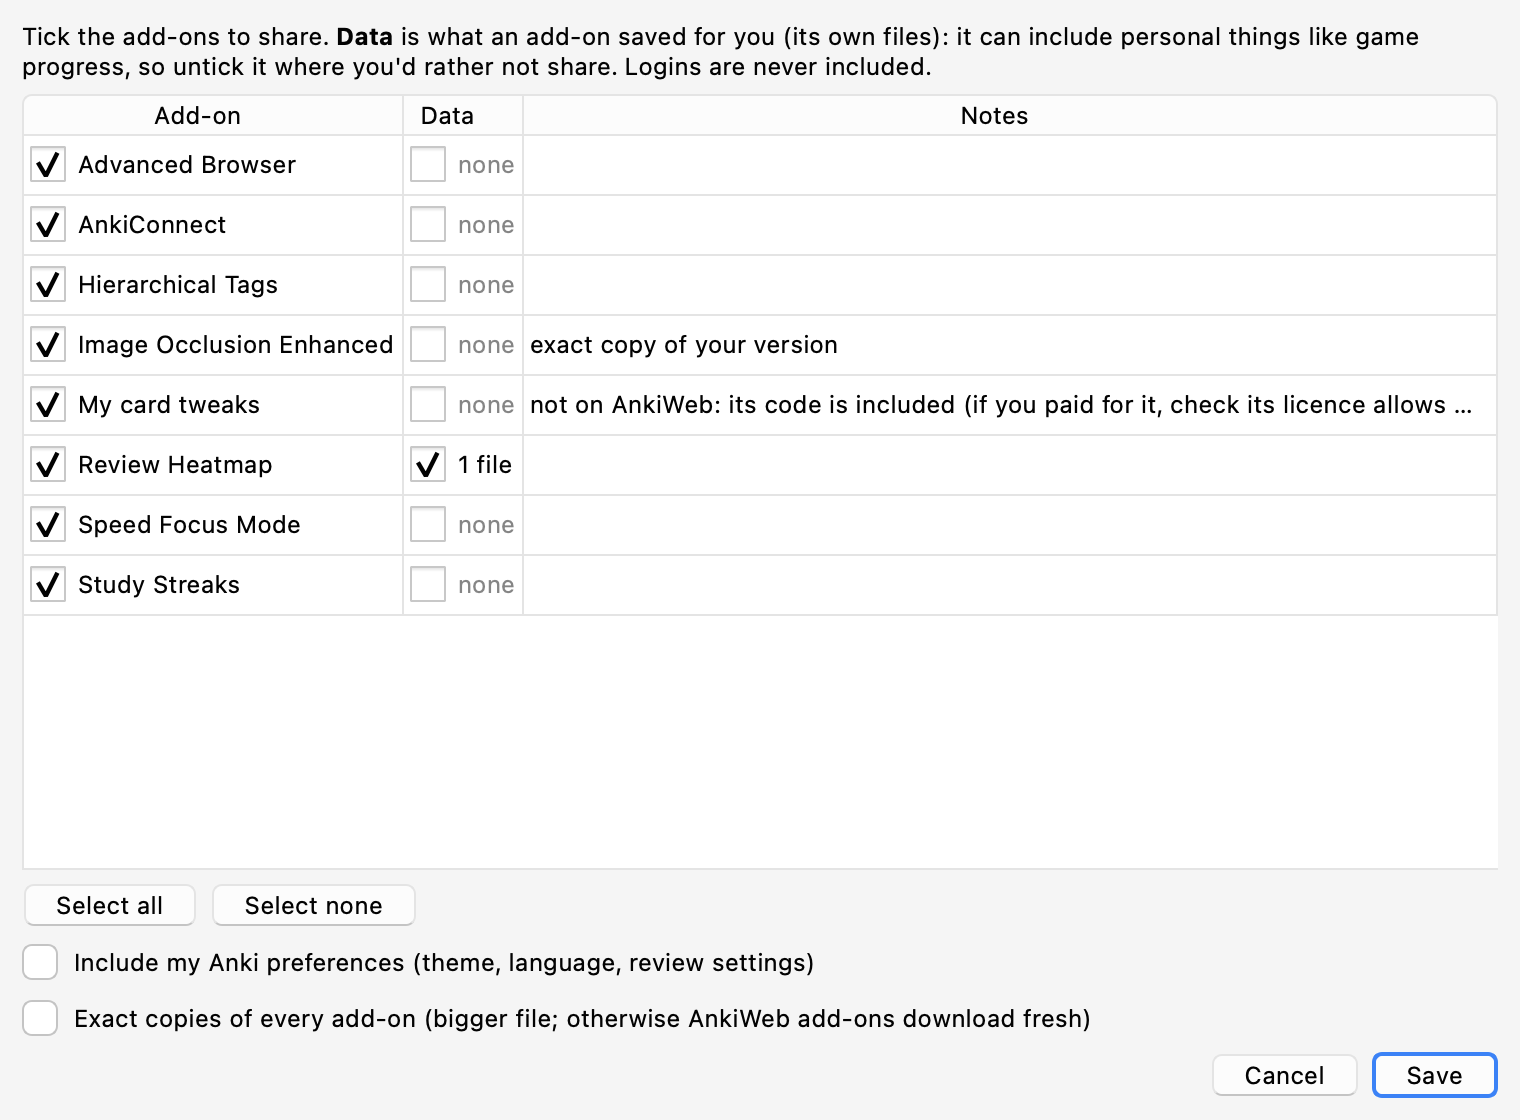 Tick the add-ons to share. Data is what an add-on saved for you (its own files): it can include personal things like game
progress, so untick it where you'd rather not share. Logins are never included.
Add-on Data Notes
Advanced Browser none
AnkiConnect none
Hierarchical Tags none
Image Occlusion Enhanced none exact copy of your version
My card tweaks none not on AnkiWeb: its code is included (if you paid for it, check its licence allows ...
Review Heatmap 1 file
Speed Focus Mode none
Study Streaks none
Select all Select none
Include my Anki preferences (theme, language, review settings)
Exact copies of every add-on (bigger file; otherwise AnkiWeb add-ons download fresh)
Cancel Save